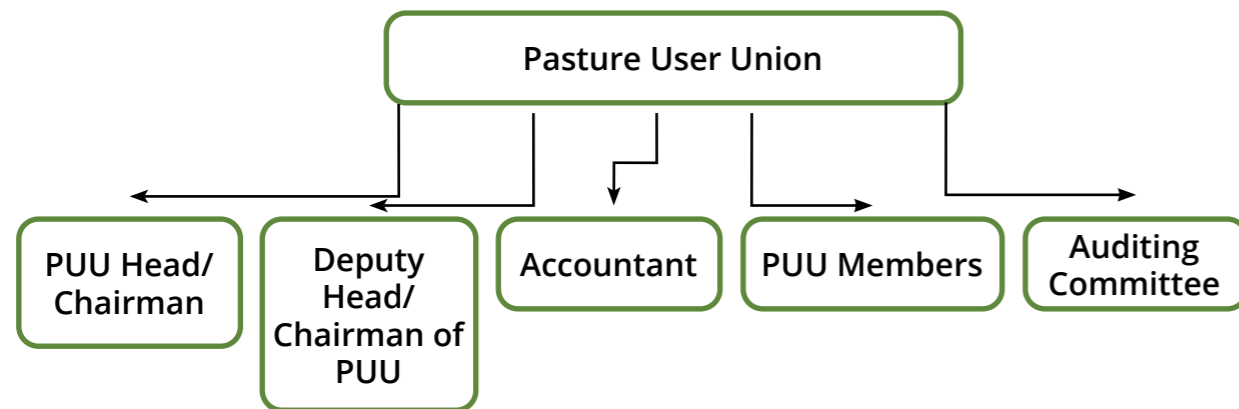 Pasture User Union
PUU Head/
Chairman
Deputy
Head/
Chairman of
PUU
Accountant
PUU Members
Auditing
Committee